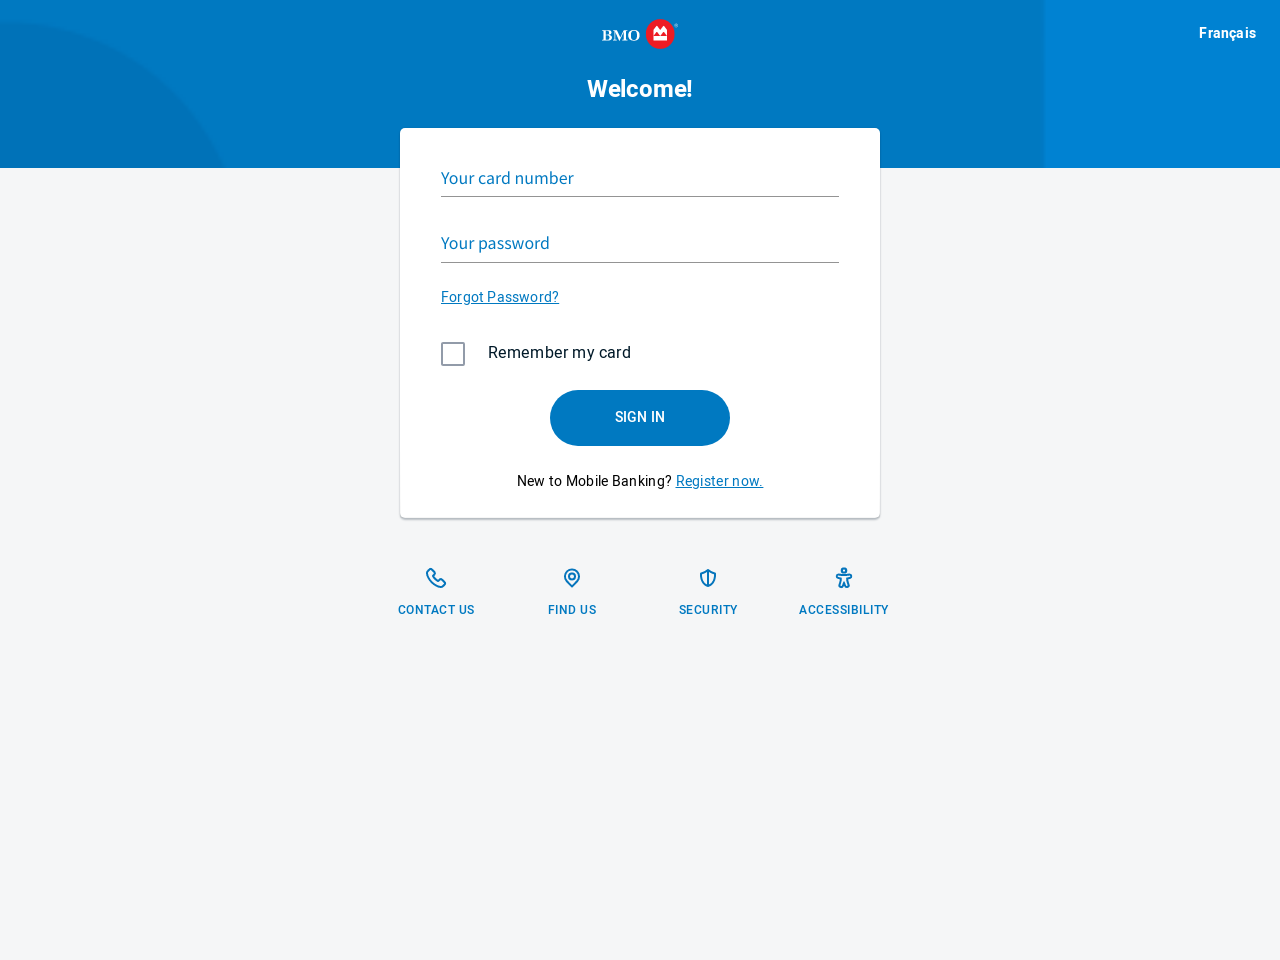 BMO
Français
Welcome!
Your card number
Your password
Forgot Password?
Remember my card
SIGN IN
New to Mobile Banking? Register now.
CONTACT US
FIND US
SECURITY
ACCESSIBILITY